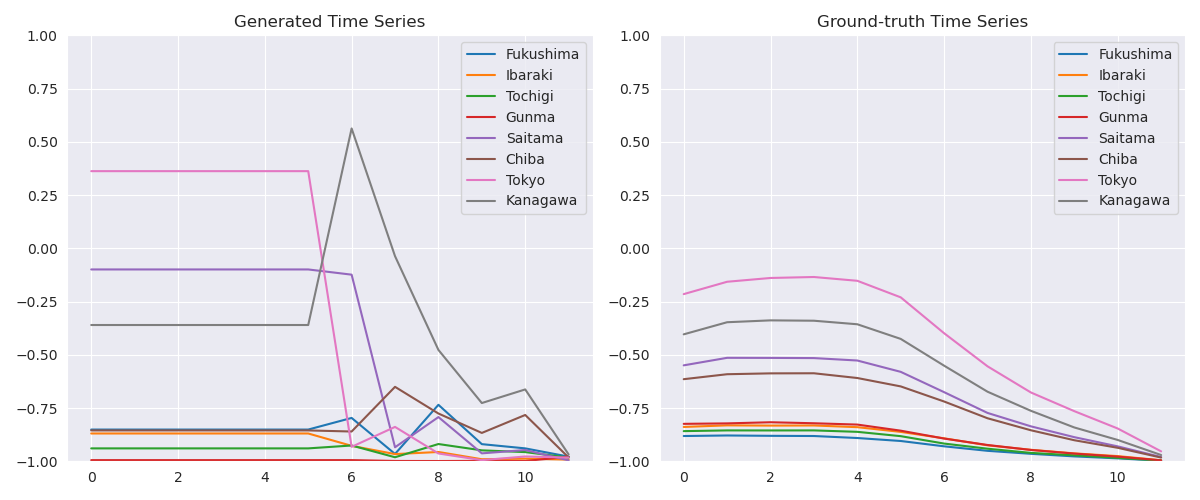 Generated Time Series
1.00
0.75
0.50
0.25
0.00
−0.25
−0.50
−0.75
−1.00
0 2 4 6 8 10
Fukushima
Ibaraki
Tochigi
Gunma
Saitama
Chiba
Tokyo
Kanagawa
Ground-truth Time Series
1.00
0.75
0.50
0.25
0.00
−0.25
−0.50
−0.75
−1.00
0 2 4 6 8 10
Fukushima
Ibaraki
Tochigi
Gunma
Saitama
Chiba
Tokyo
Kanagawa